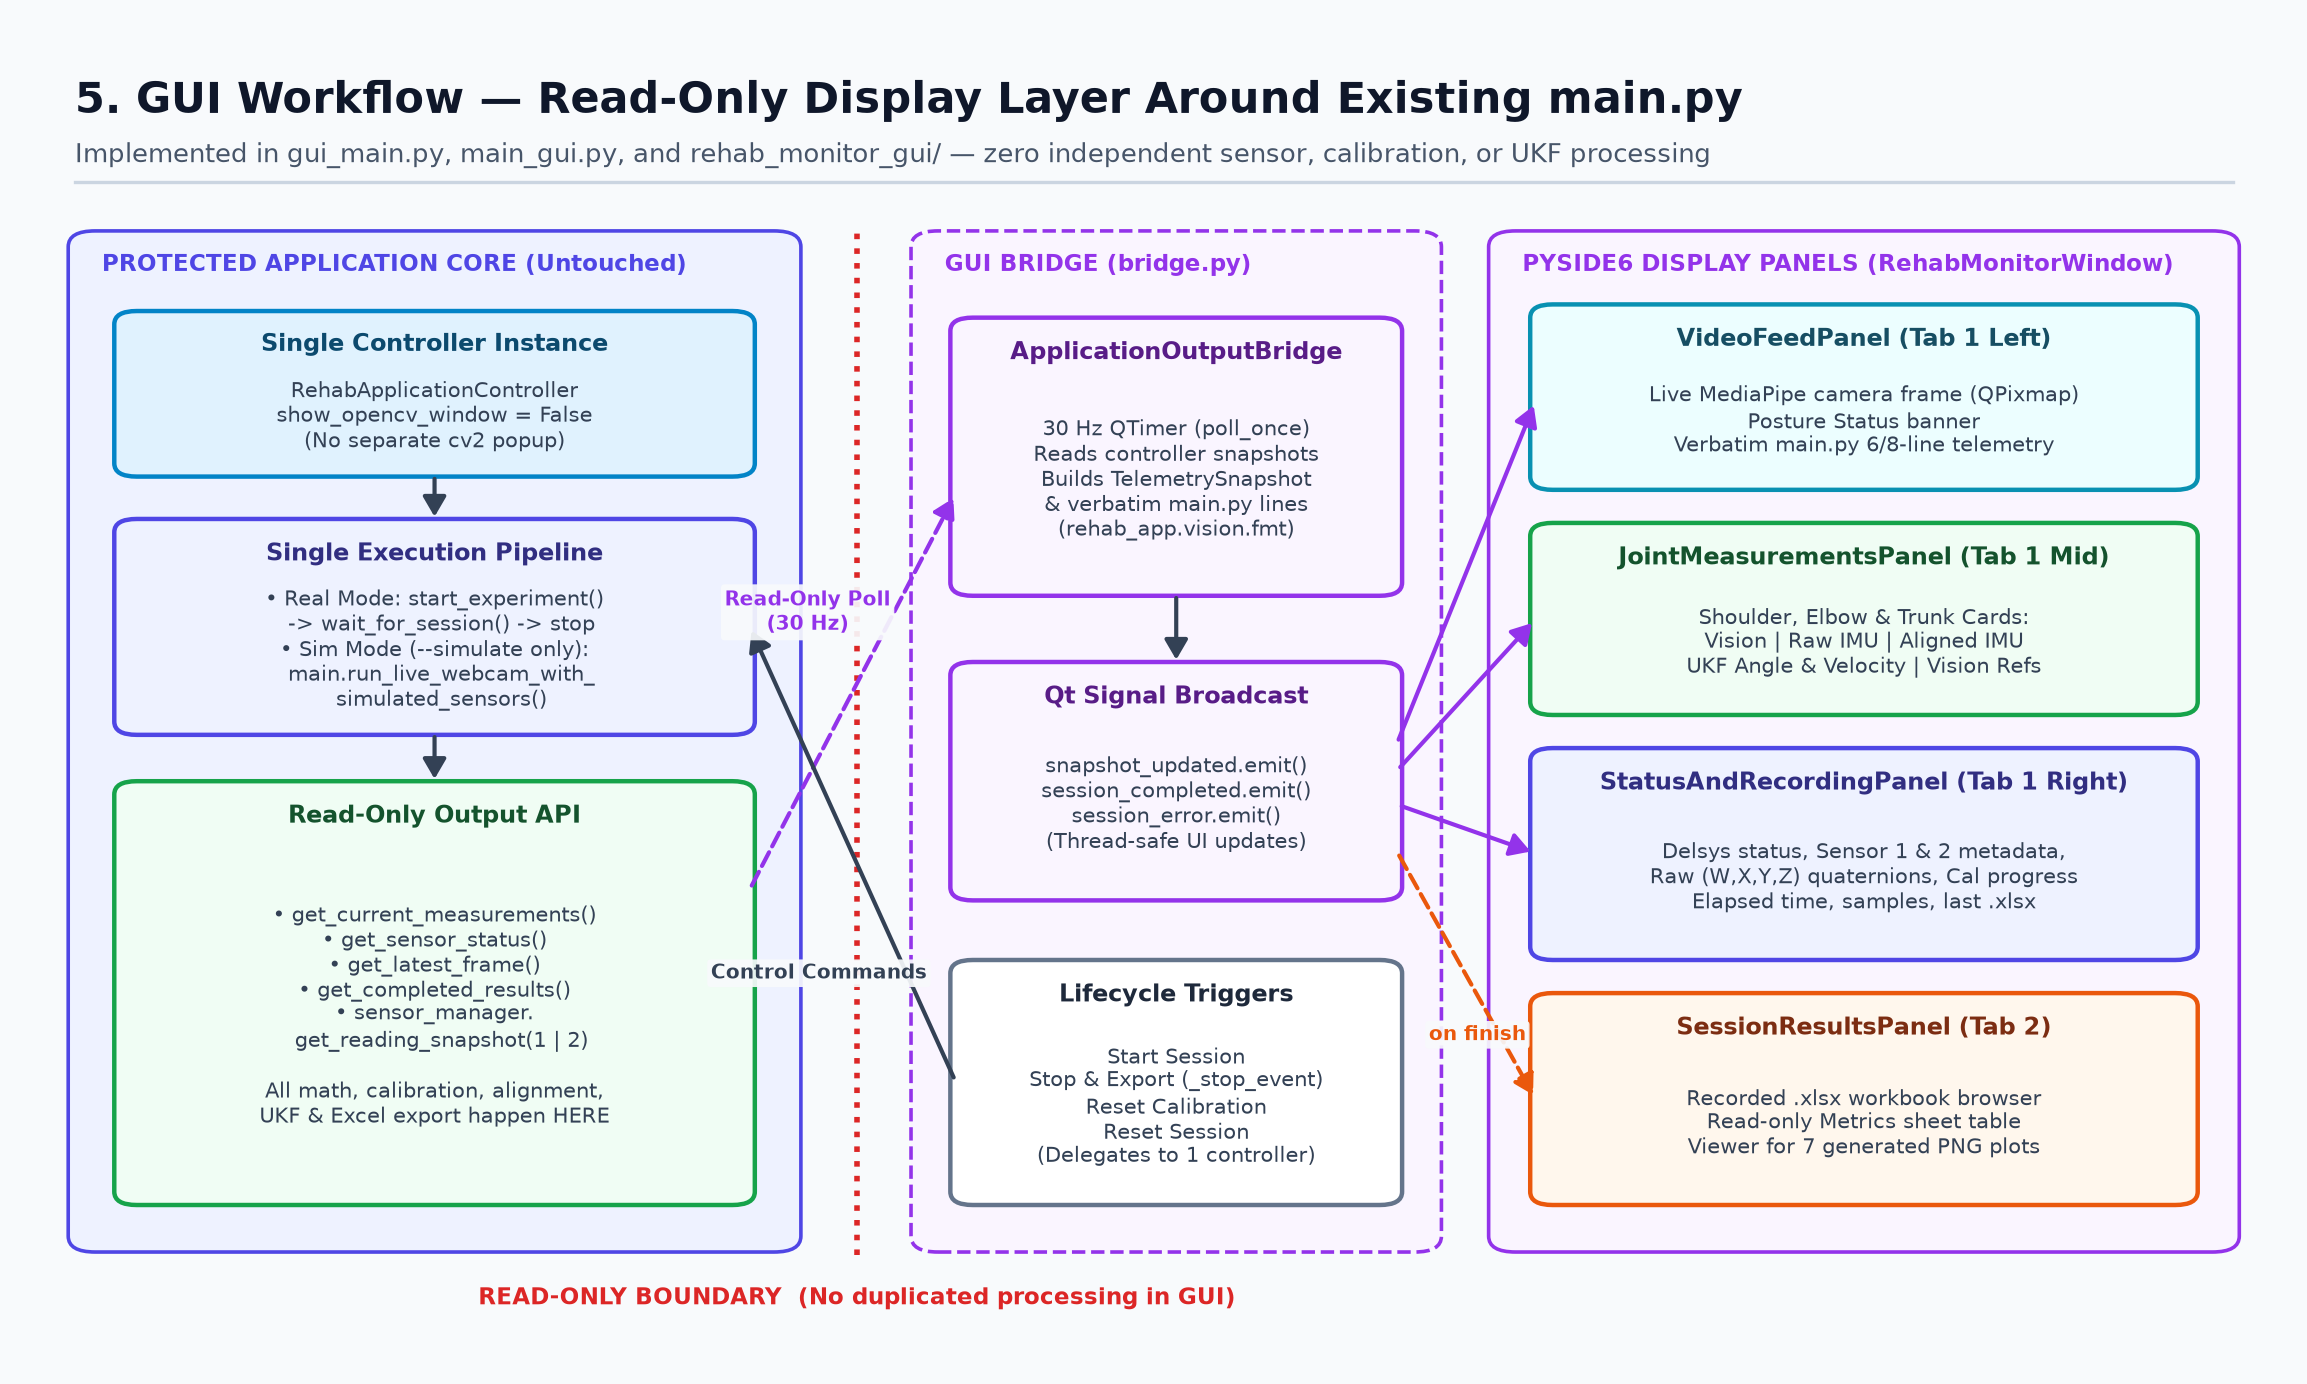 5. GUI Workflow — Read-Only Display Layer Around Existing main.py
Implemented in gui_main.py, main_gui.py, and rehab_monitor_gui/ — zero independent sensor, calibration, or UKF processing
PROTECTED APPLICATION CORE (Untouched)
Single Controller Instance
RehabApplicationController
show_opencv_window = False
(No separate cv2 popup)
Single Execution Pipeline
• Real Mode: start_experiment()
-> wait_for_session() -> stop
• Sim Mode (--simulate only):
main.run_live_webcam_with_
simulated_sensors()
Read-Only Output API
• get_current_measurements()
• get_sensor_status()
• get_latest_frame()
• get_completed_results()
• sensor_manager.
get_reading_snapshot(1 | 2)
All math, calibration, alignment,
UKF & Excel export happen HERE
Read-Only Poll
(30 Hz)
Control Commands
GUI BRIDGE (bridge.py)
ApplicationOutputBridge
30 Hz QTimer (poll_once)
Reads controller snapshots
Builds TelemetrySnapshot
& verbatim main.py lines
(rehab_app.vision.fmt)
Qt Signal Broadcast
snapshot_updated.emit()
session_completed.emit()
session_error.emit()
(Thread-safe UI updates)
Lifecycle Triggers
Start Session
Stop & Export (_stop_event)
Reset Calibration
Reset Session
(Delegates to 1 controller)
on finish
PYSIDE6 DISPLAY PANELS (RehabMonitorWindow)
VideoFeedPanel (Tab 1 Left)
Live MediaPipe camera frame (QPixmap)
Posture Status banner
Verbatim main.py 6/8-line telemetry
JointMeasurementsPanel (Tab 1 Mid)
Shoulder, Elbow & Trunk Cards:
Vision | Raw IMU | Aligned IMU
UKF Angle & Velocity | Vision Refs
StatusAndRecordingPanel (Tab 1 Right)
Delsys status, Sensor 1 & 2 metadata,
Raw (W,X,Y,Z) quaternions, Cal progress
Elapsed time, samples, last .xlsx
SessionResultsPanel (Tab 2)
Recorded .xlsx workbook browser
Read-only Metrics sheet table
Viewer for 7 generated PNG plots
READ-ONLY BOUNDARY  (No duplicated processing in GUI)